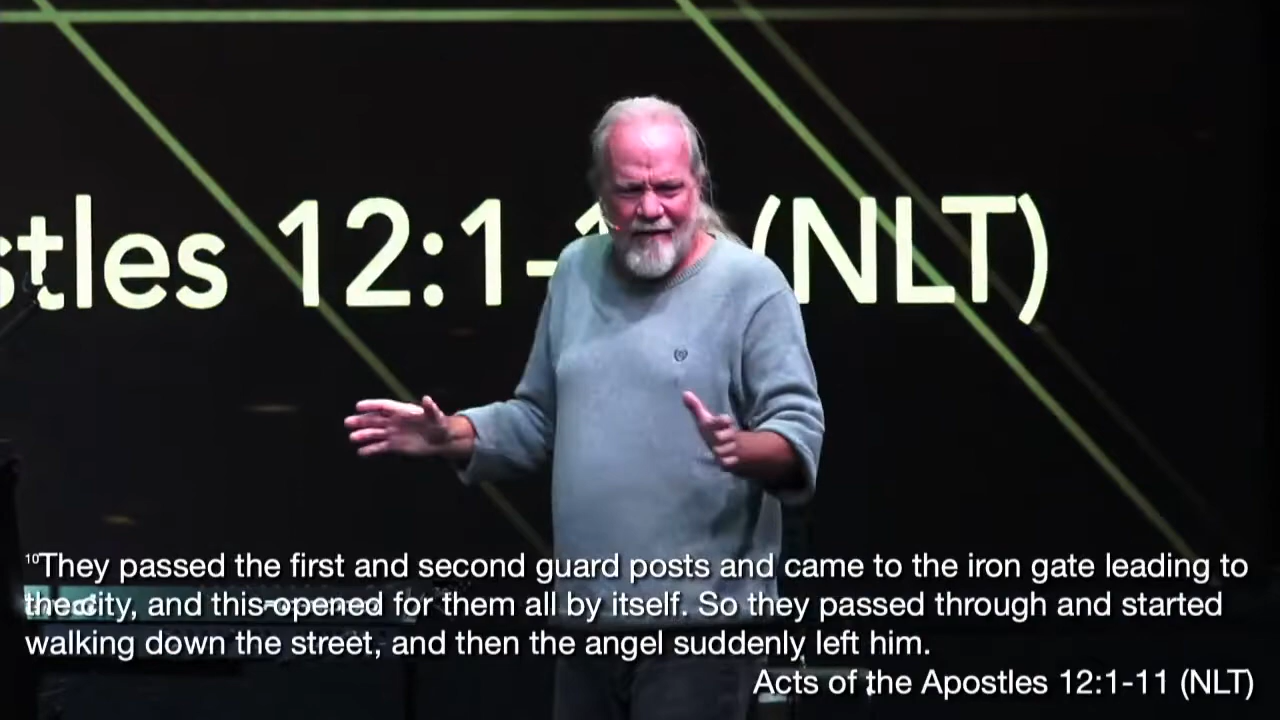 stles 12:1-1 (NLT)
¹⁰They passed the first and second guard posts and came to the iron gate leading to
the city, and this opened for them all by itself. So they passed through and started
walking down the street, and then the angel suddenly left him.
Acts of the Apostles 12:1-11 (NLT)